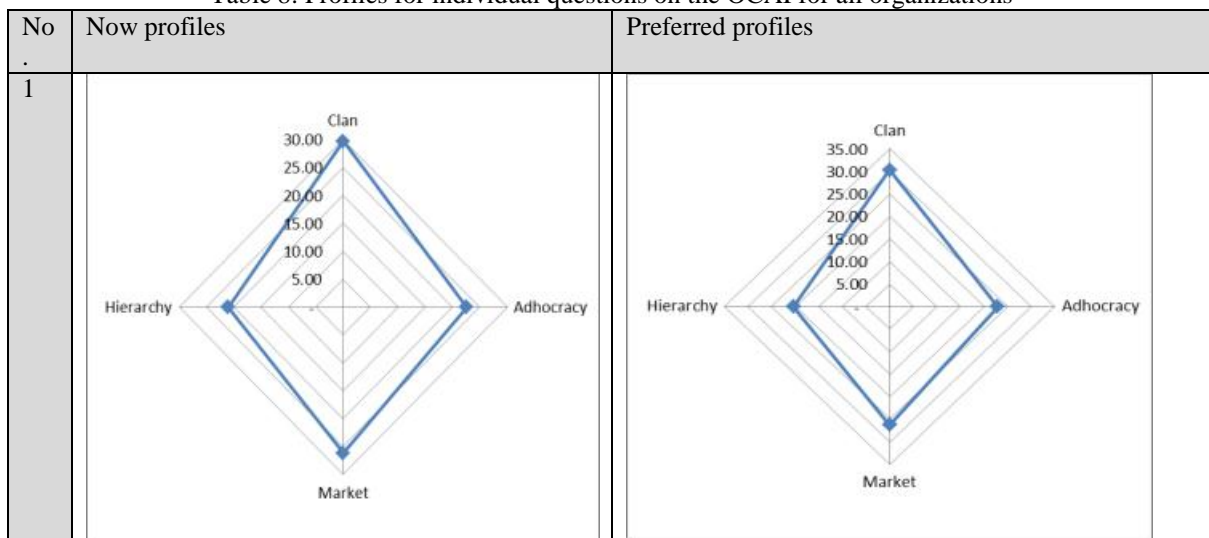 Table 8: Profiles for individual questions on the OCAI for all organizations
No
.
Now profiles
Preferred profiles
1
Clan
30.00
25.00
20.00
15.00
10.00
5.00
-
Hierarchy
Adhocracy
Market
Clan
35.00
30.00
25.00
20.00
15.00
10.00
5.00
-
Hierarchy
Adhocracy
Market